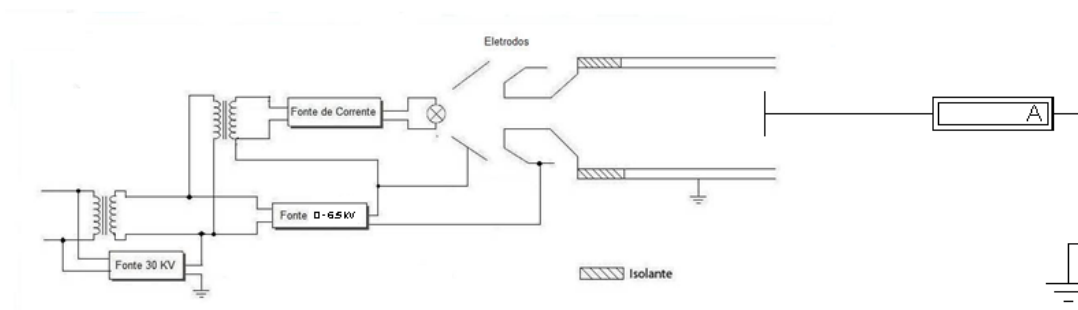 Eletrodos
Fonte de Corrente
A
Fonte 0-6.5 kV
Fonte 30 KV
Isolante